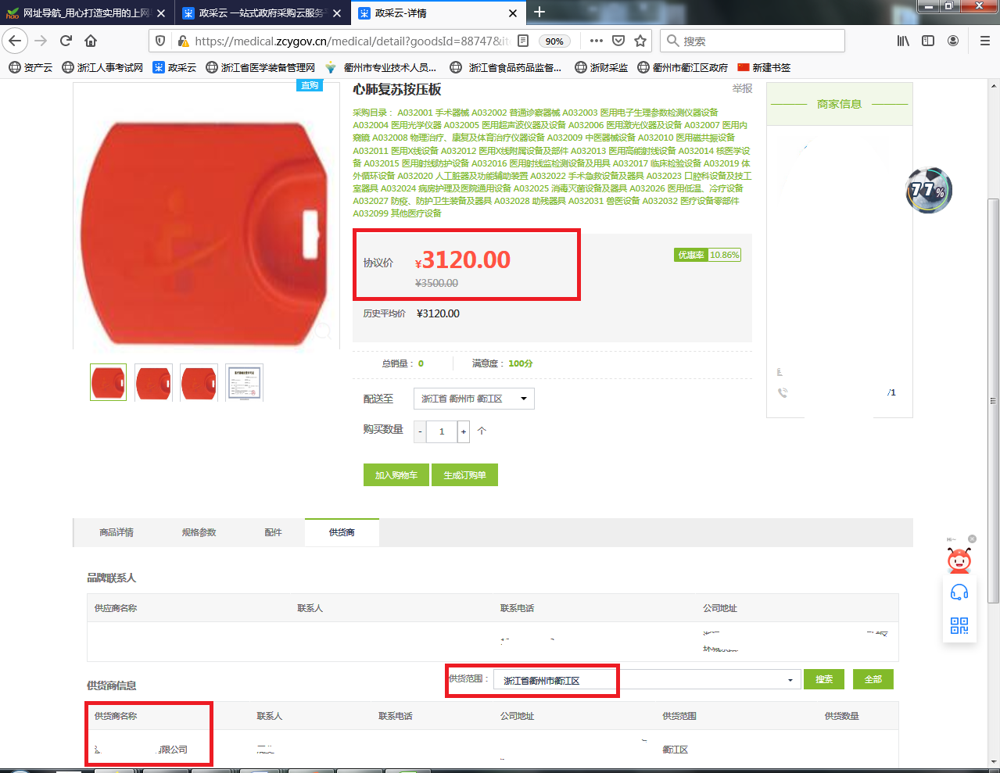 网址导航_用心打造实用的上网
政采云 一站式政府采购云服务
政采云-详情
https://medical.zcygov.cn/medical/detail?goodsId=88747&it
90%
搜索
资产云
浙江人事考试网
政采云
浙江省医学装备管理网
衢州市专业技术人员...
浙江省食品药品监督...
浙财采监
衢州市衢江区政府
新建书签
直购
心肺复苏按压板
举报
商家信息
采购目录： A032001 手术器械 A032002 普通诊察器械 A032003 医用电子生理参数检测仪器设备
A032004 医用光学仪器 A032005 医用超声波仪器及设备 A032006 医用激光仪器及设备 A032007 医用内
窥镜 A032008 物理治疗、康复及体育治疗仪器设备 A032009 中医器械设备 A032010 医用磁共振设备
A032011 医用X线设备 A032012 医用X线附属设备及部件 A032013 医用高能射线设备 A032014 核医学设
备 A032015 医用射线防护设备 A032016 医用射线监检测设备及用具 A032017 临床检验设备 A032019 体
外循环设备 A032020 人工脏器及功能辅助装置 A032022 手术急救设备及器具 A032023 口腔科设备及技工
室器具 A032024 病房护理及医院通用设备 A032025 消毒灭菌设备及器具 A032026 医用低温、冷疗设备
A032027 防疫、防护卫生装备及器具 A032028 助残器具 A032031 兽医设备 A032032 医疗设备零部件
A032099 其他医疗设备
77%
协议价 ¥3120.00
¥3500.00
优惠率 10.86%
历史平均价 ¥3120.00
总销量： 0
满意度： 100分
配送至 浙江省 衢州市 衢江区
/1
购买数量 - 1 + 个
加入购物车 生成订购单
商品详情 规格参数 配件 供货商
Hi~
品牌联系人
供应商名称 联系人 联系电话 公司地址
供货商信息
供货范围： 浙江省衢州市衢江区
搜索 全部
供货商名称 联系人 联系电话 公司地址 供货范围 供货数量
限公司 衢江区